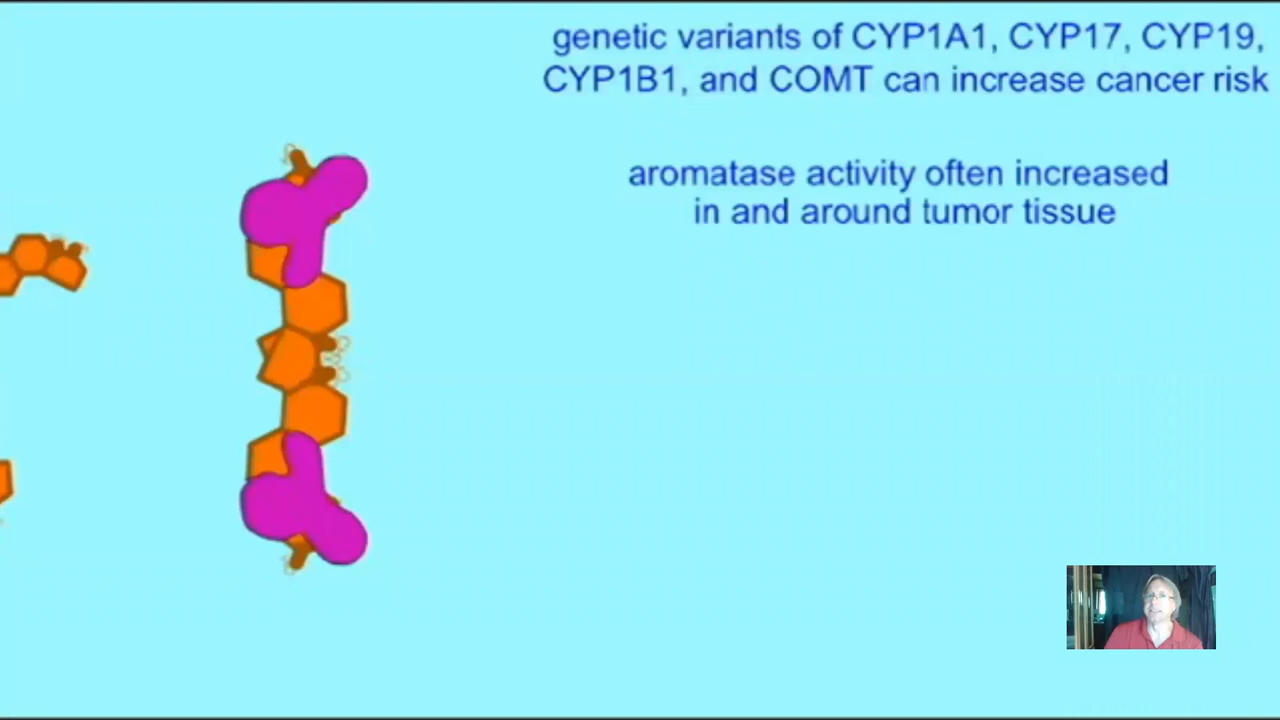 genetic variants of CYP1A1, CYP17, CYP19,
CYP1B1, and COMT can increase cancer risk
aromatase activity often increased
in and around tumor tissue